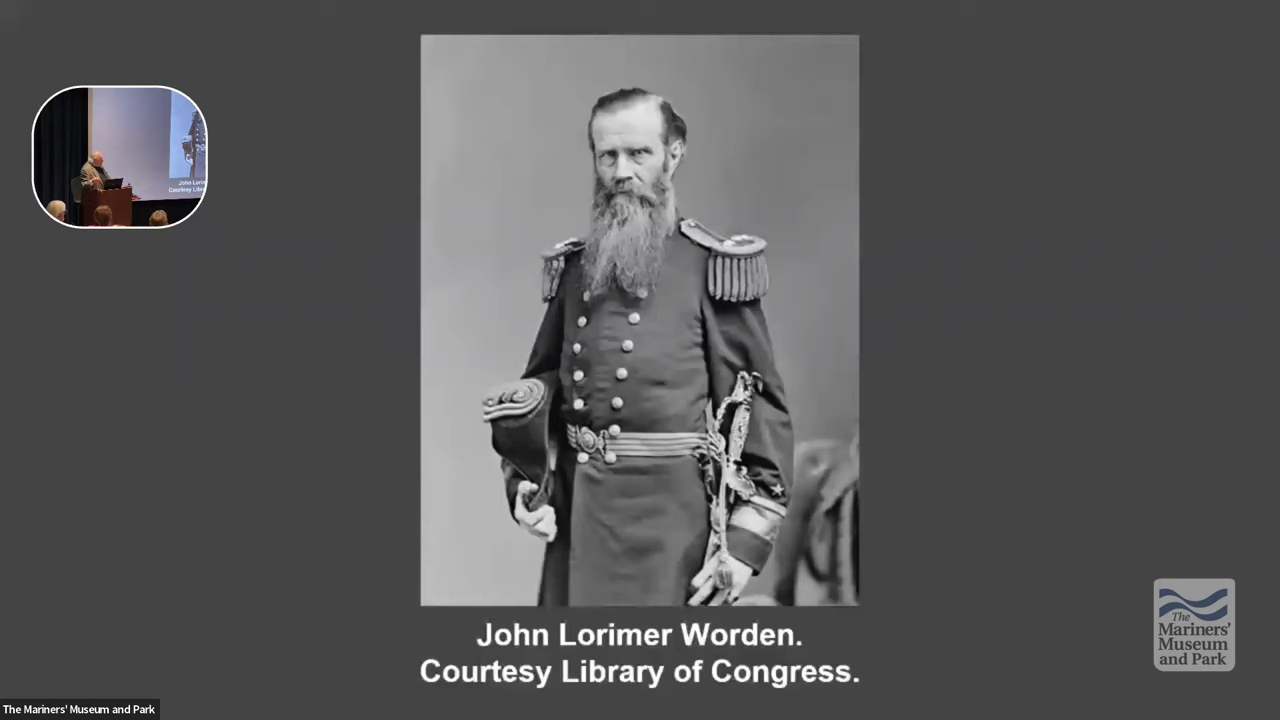 John Lorimer Worden.
Courtesy Library of Congress.
The
Mariners'
Museum
and Park
The Mariners' Museum and Park